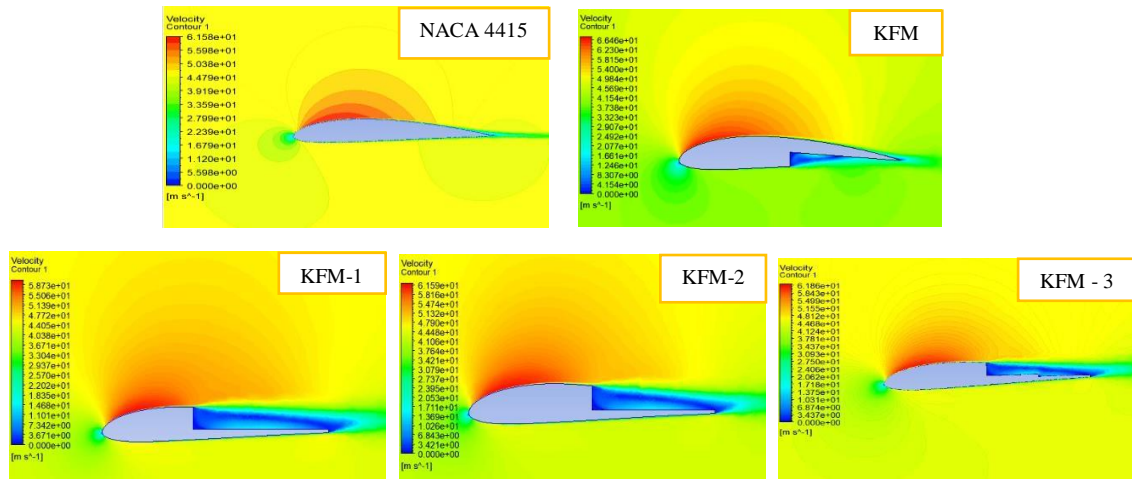 Velocity
Contour 1
6.158e+01
5.598e+01
5.038e+01
4.479e+01
3.919e+01
3.359e+01
2.799e+01
2.239e+01
1.679e+01
1.120e+01
5.598e+00
0.000e+00
[m s^-1]
NACA 4415
Velocity
Contour 1
6.646e+01
6.230e+01
5.815e+01
5.400e+01
4.984e+01
4.569e+01
4.154e+01
3.738e+01
3.323e+01
2.907e+01
2.492e+01
2.077e+01
1.661e+01
1.246e+01
8.307e+00
4.154e+00
0.000e+00
[m s^-1]
KFM
Velocity
Contour 1
5.873e+01
5.506e+01
5.139e+01
4.772e+01
4.405e+01
4.038e+01
3.671e+01
3.304e+01
2.937e+01
2.570e+01
2.202e+01
1.835e+01
1.468e+01
1.101e+01
7.342e+00
3.671e+00
0.000e+00
[m s^-1]
KFM-1
Velocity
Contour 1
6.159e+01
5.816e+01
5.474e+01
5.132e+01
4.790e+01
4.448e+01
4.106e+01
3.764e+01
3.421e+01
3.079e+01
2.737e+01
2.395e+01
2.053e+01
1.711e+01
1.369e+01
1.026e+01
6.843e+00
3.421e+00
0.000e+00
[m s^-1]
KFM-2
Velocity
Contour 1
6.186e+01
5.843e+01
5.499e+01
5.155e+01
4.812e+01
4.468e+01
4.124e+01
3.781e+01
3.437e+01
3.093e+01
2.750e+01
2.406e+01
2.062e+01
1.718e+01
1.375e+01
1.031e+01
6.874e+00
3.437e+00
0.000e+00
[m s^-1]
KFM - 3